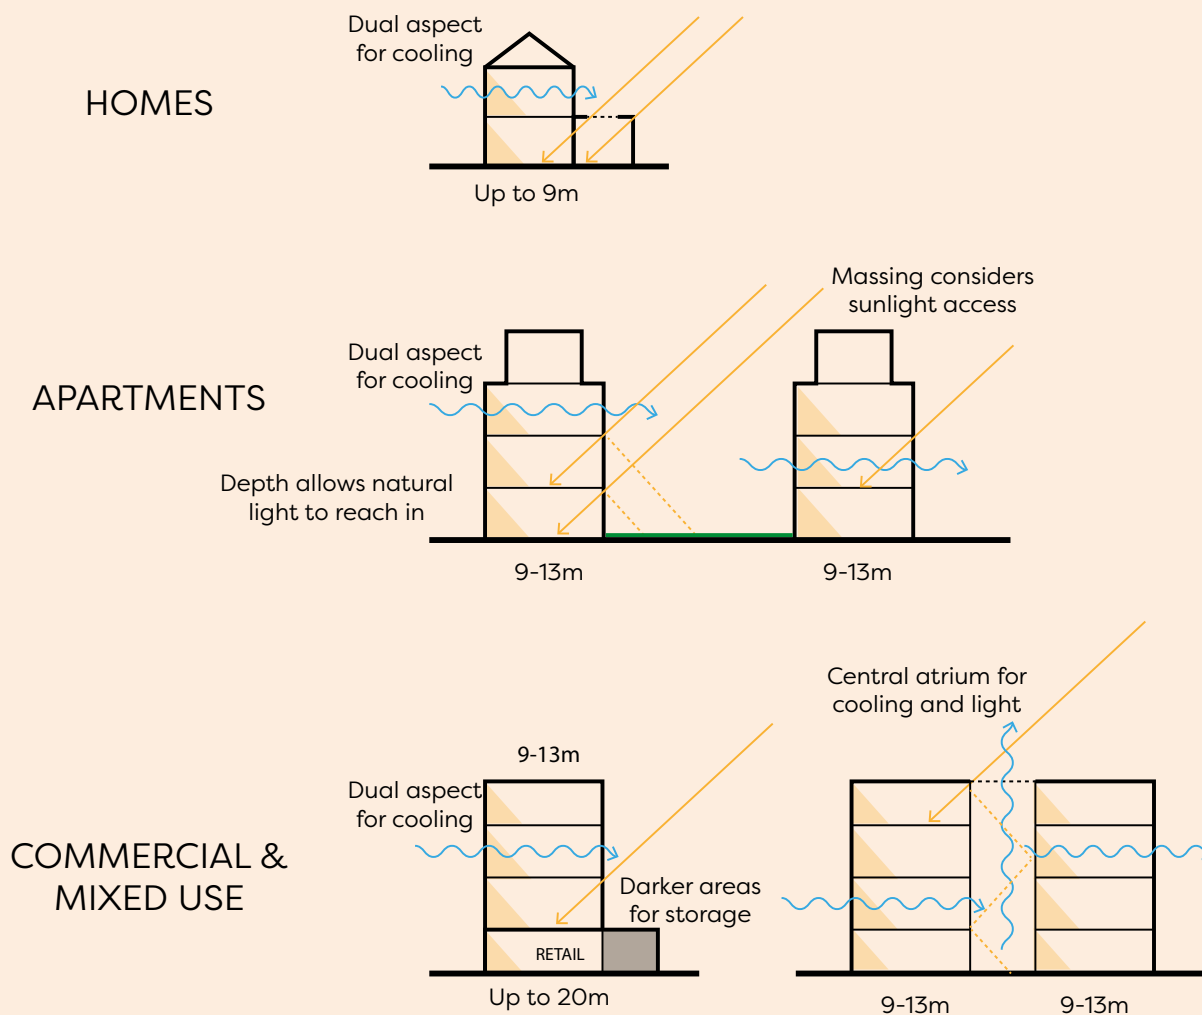 Dual aspect
for cooling
HOMES
Up to 9m
Massing considers
sunlight access
Dual aspect
for cooling
APARTMENTS
Depth allows natural
light to reach in
9-13m
9-13m
Central atrium for
cooling and light
9-13m
Dual aspect
for cooling
COMMERCIAL &
MIXED USE
Darker areas
for storage
RETAIL
Up to 20m
9-13m
9-13m